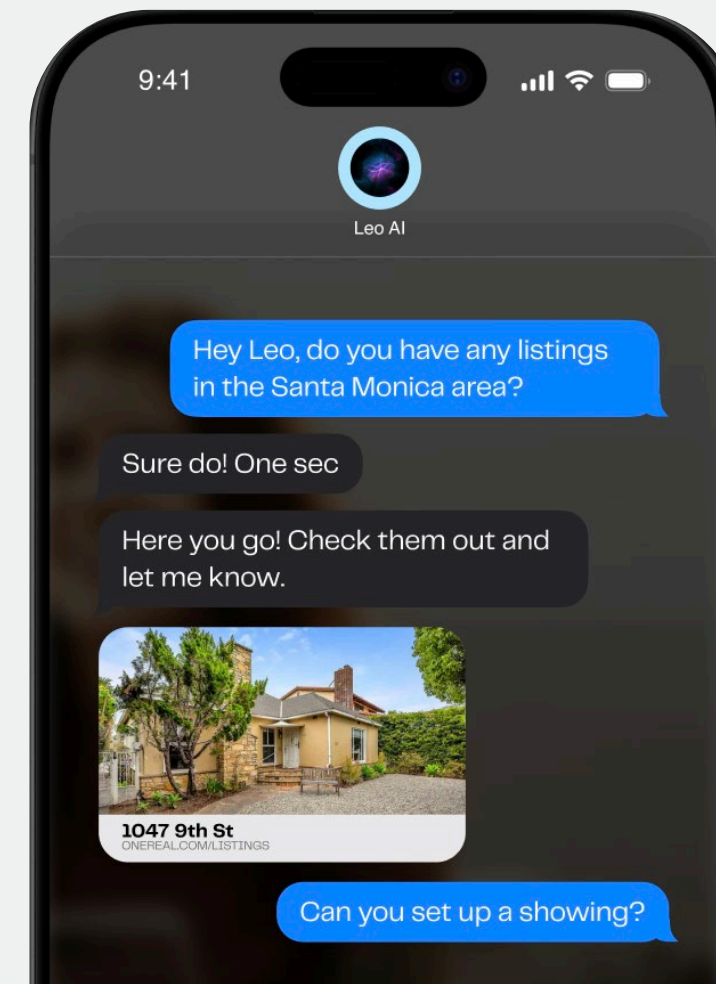 9:41
Leo AI
Hey Leo, do you have any listings
in the Santa Monica area?
Sure do! One sec
Here you go! Check them out and
let me know.
1047 9th St
ONEREAL.COM/LISTINGS
Can you set up a showing?